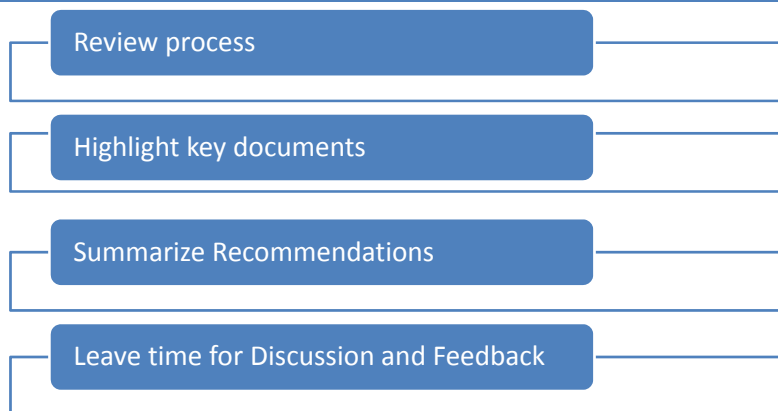 Review process
Highlight key documents
Summarize Recommendations
Leave time for Discussion and Feedback